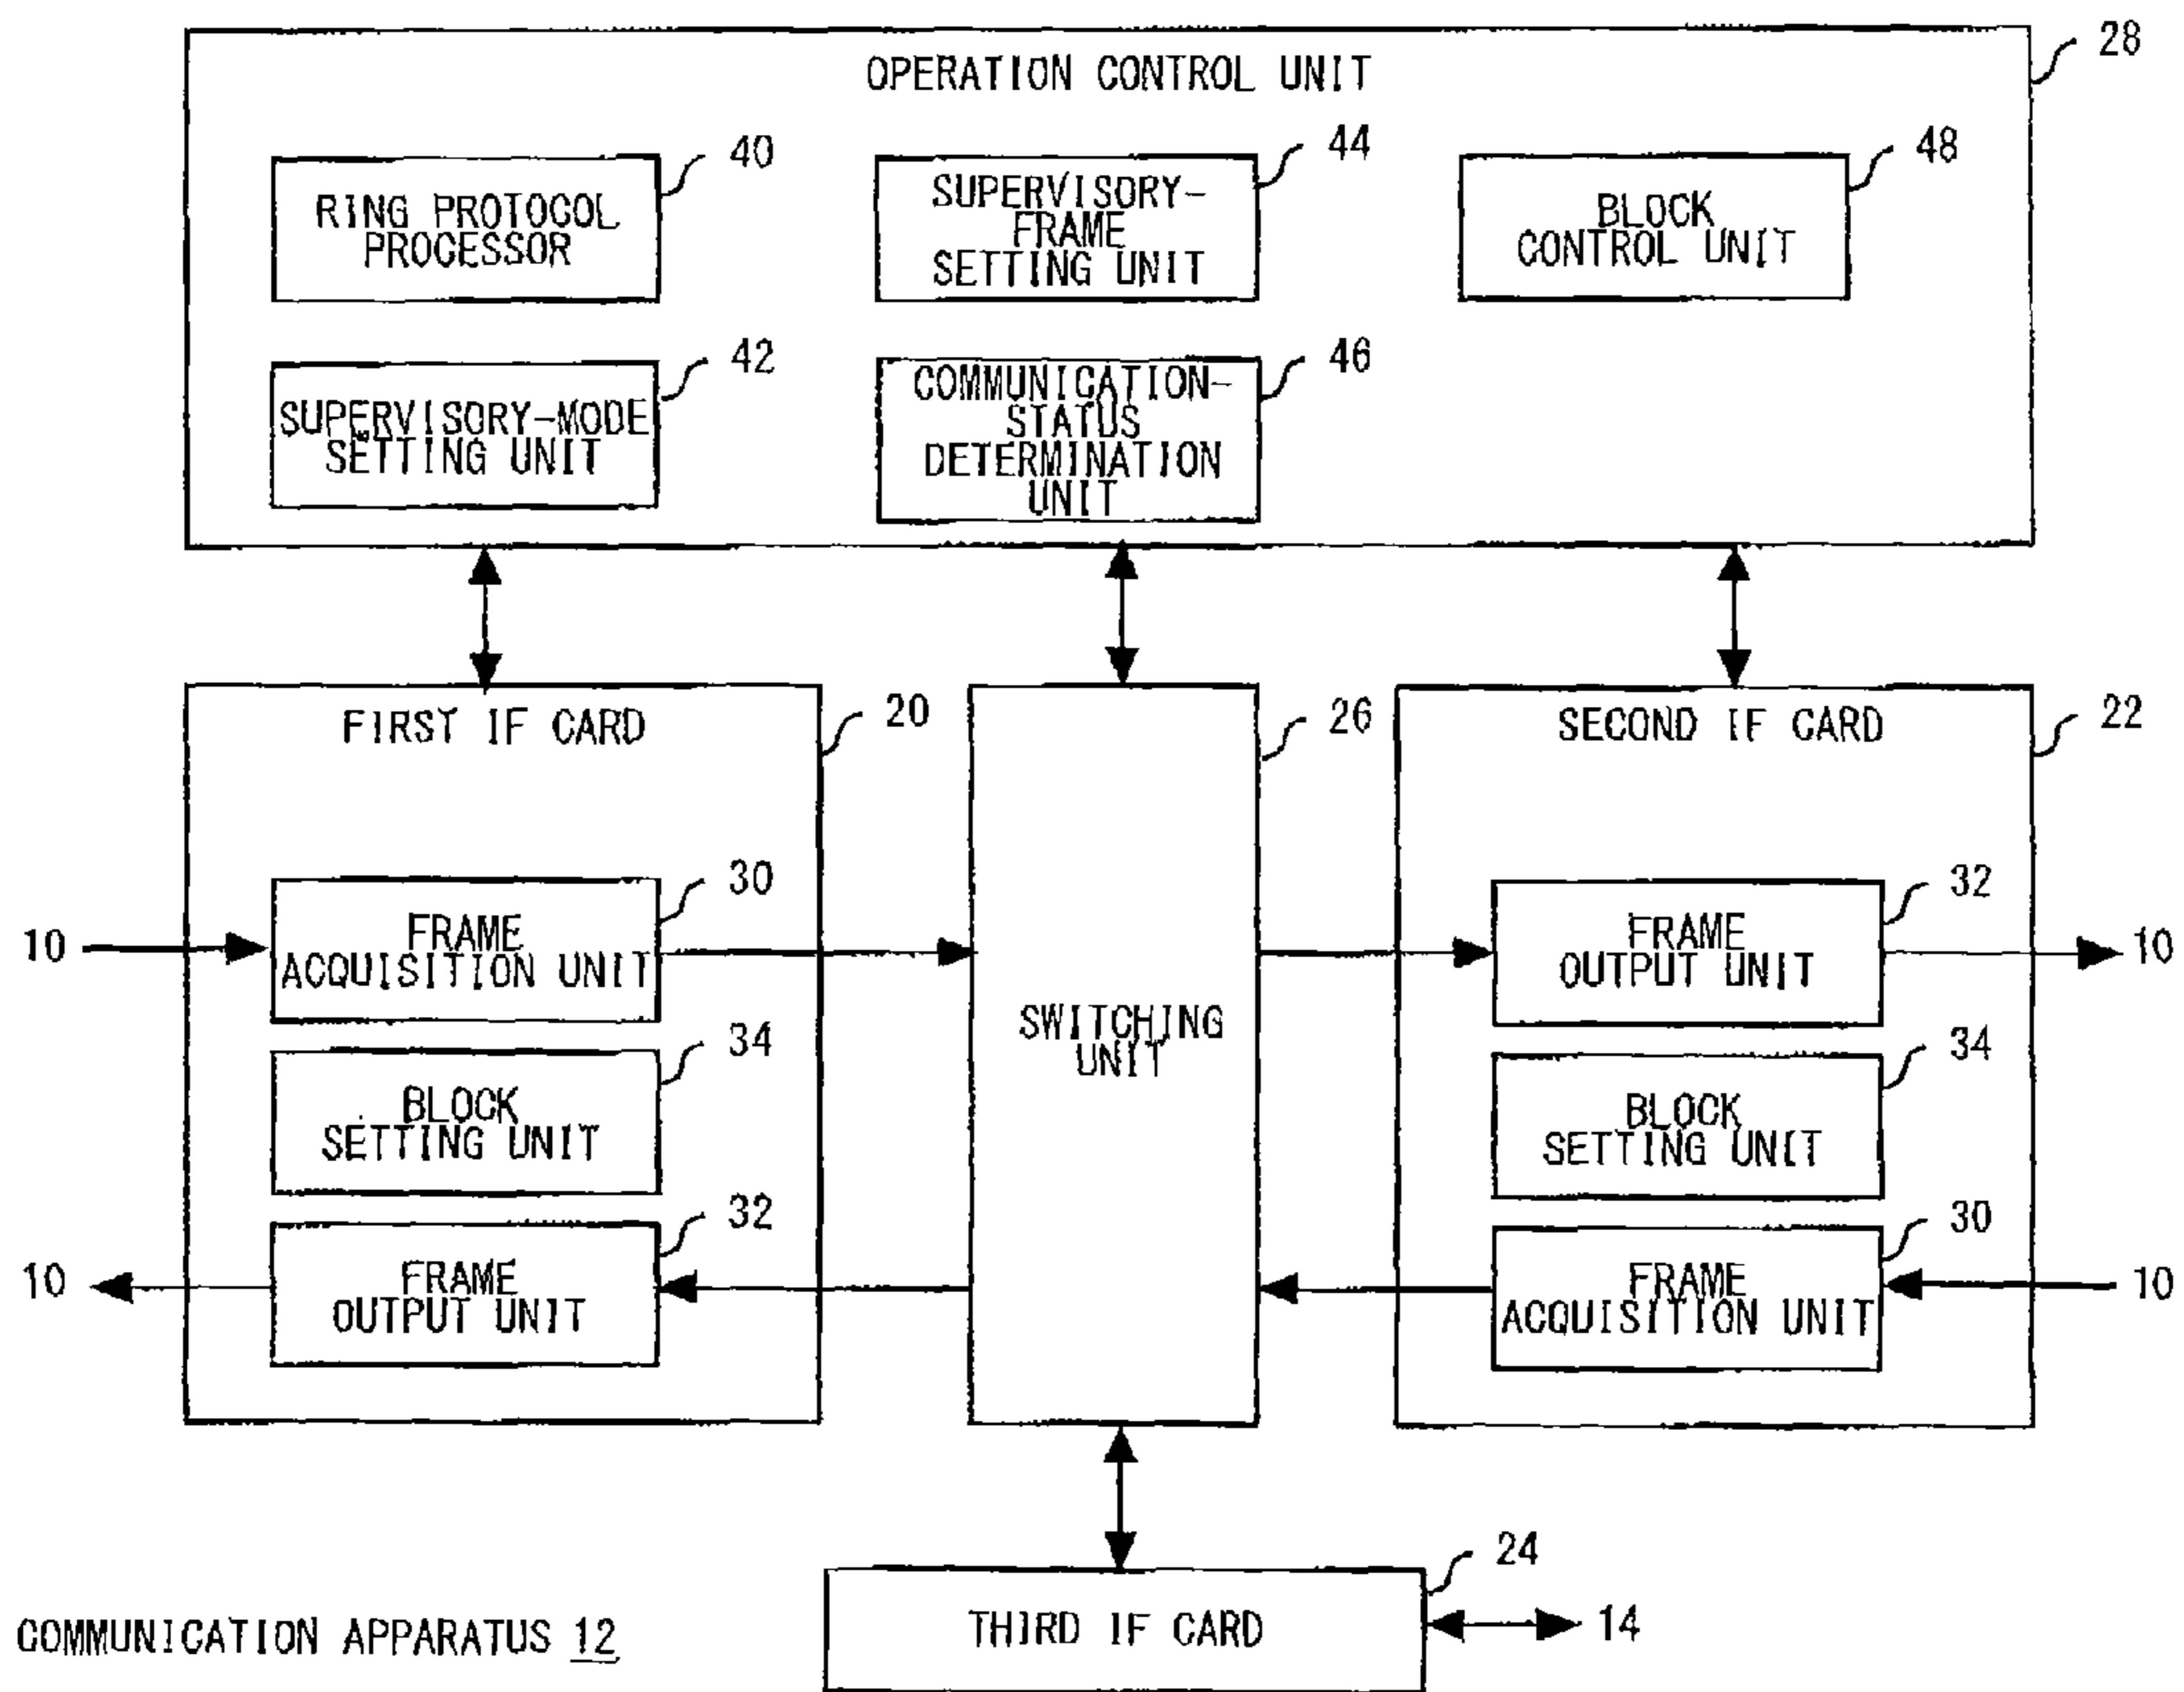 28
OPERATION CONTROL UNIT
40
RING PROTOCOL
PROCESSOR
44
SUPERVISORY-
FRAME
SETTING UNIT
48
BLOCK
CONTROL UNIT
42
SUPERVISORY-MODE
SETTING UNIT
46
COMMUNICATION-
STATUS
DETERMINATION
UNIT
FIRST IF CARD
20
26
SECOND IF CARD
22
10
30
FRAME
ACQUISITION UNIT
34
BLOCK
SETTING UNIT
32
FRAME
OUTPUT UNIT
10
SWITCHING
UNIT
32
FRAME
OUTPUT UNIT
10
34
BLOCK
SETTING UNIT
30
FRAME
ACQUISITION UNIT
10
24
THIRD IF CARD
14
COMMUNICATION APPARATUS 12